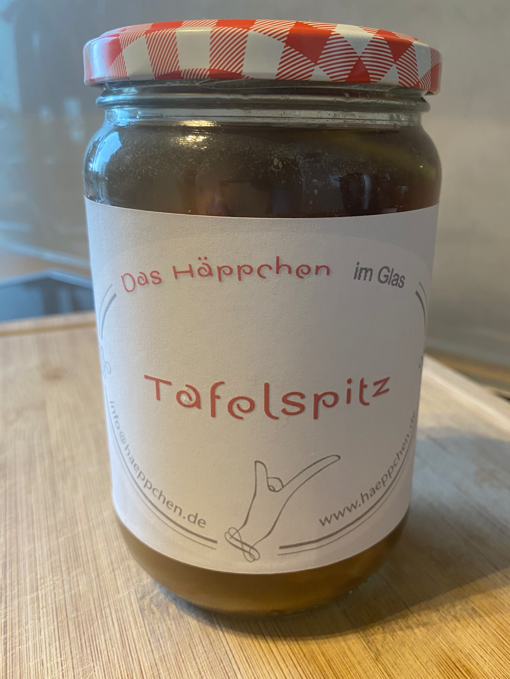 Das Häppchen im Glas
Tafelspitz
info@haeppchen.de
www.haeppchen.de